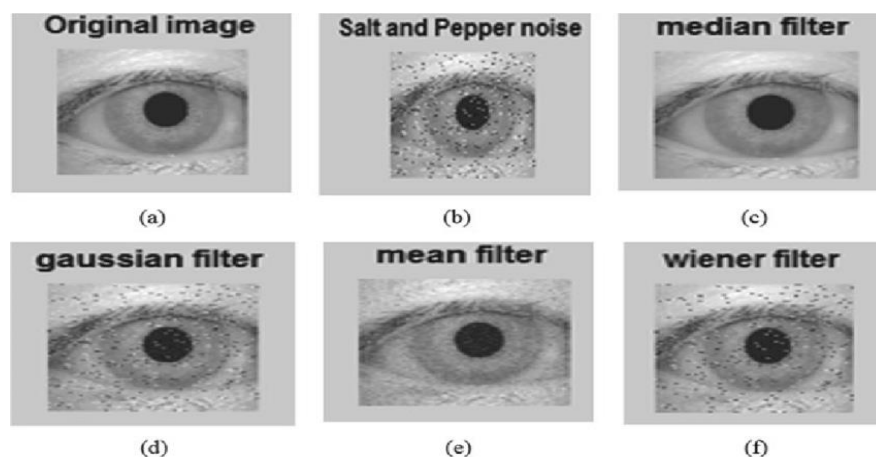 Original image
Salt and Pepper noise
median filter
(a)
(b)
(c)
gaussian filter
mean filter
wiener filter
(d)
(e)
(f)